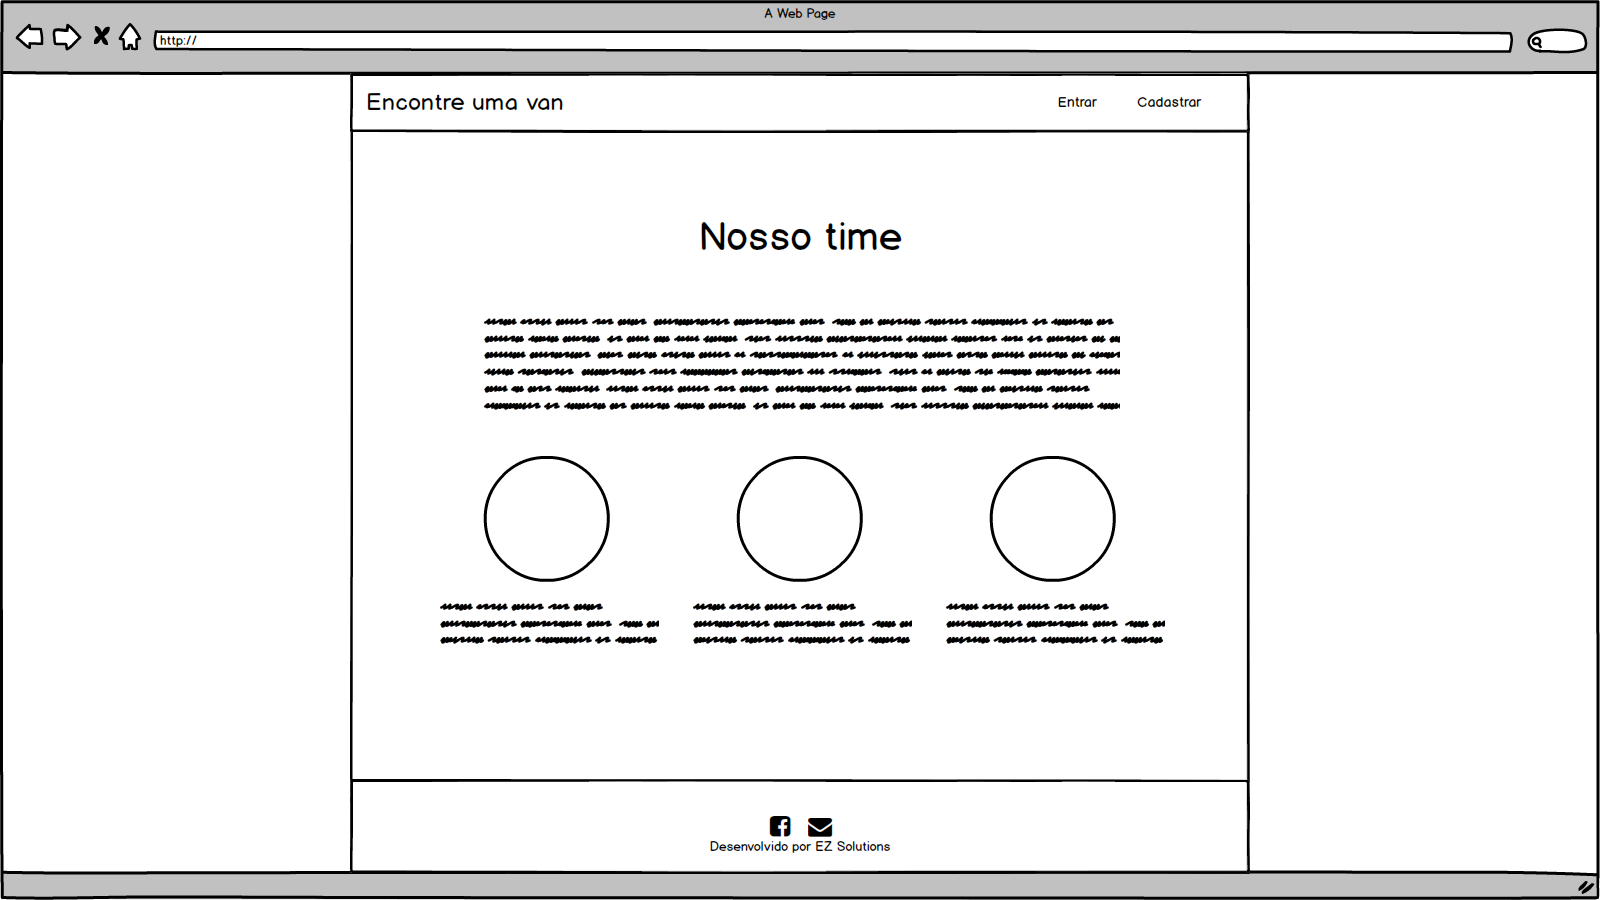 A Web Page
http://
Encontre uma van
Entrar
Cadastrar
Nosso time
Desenvolvido por EZ Solutions